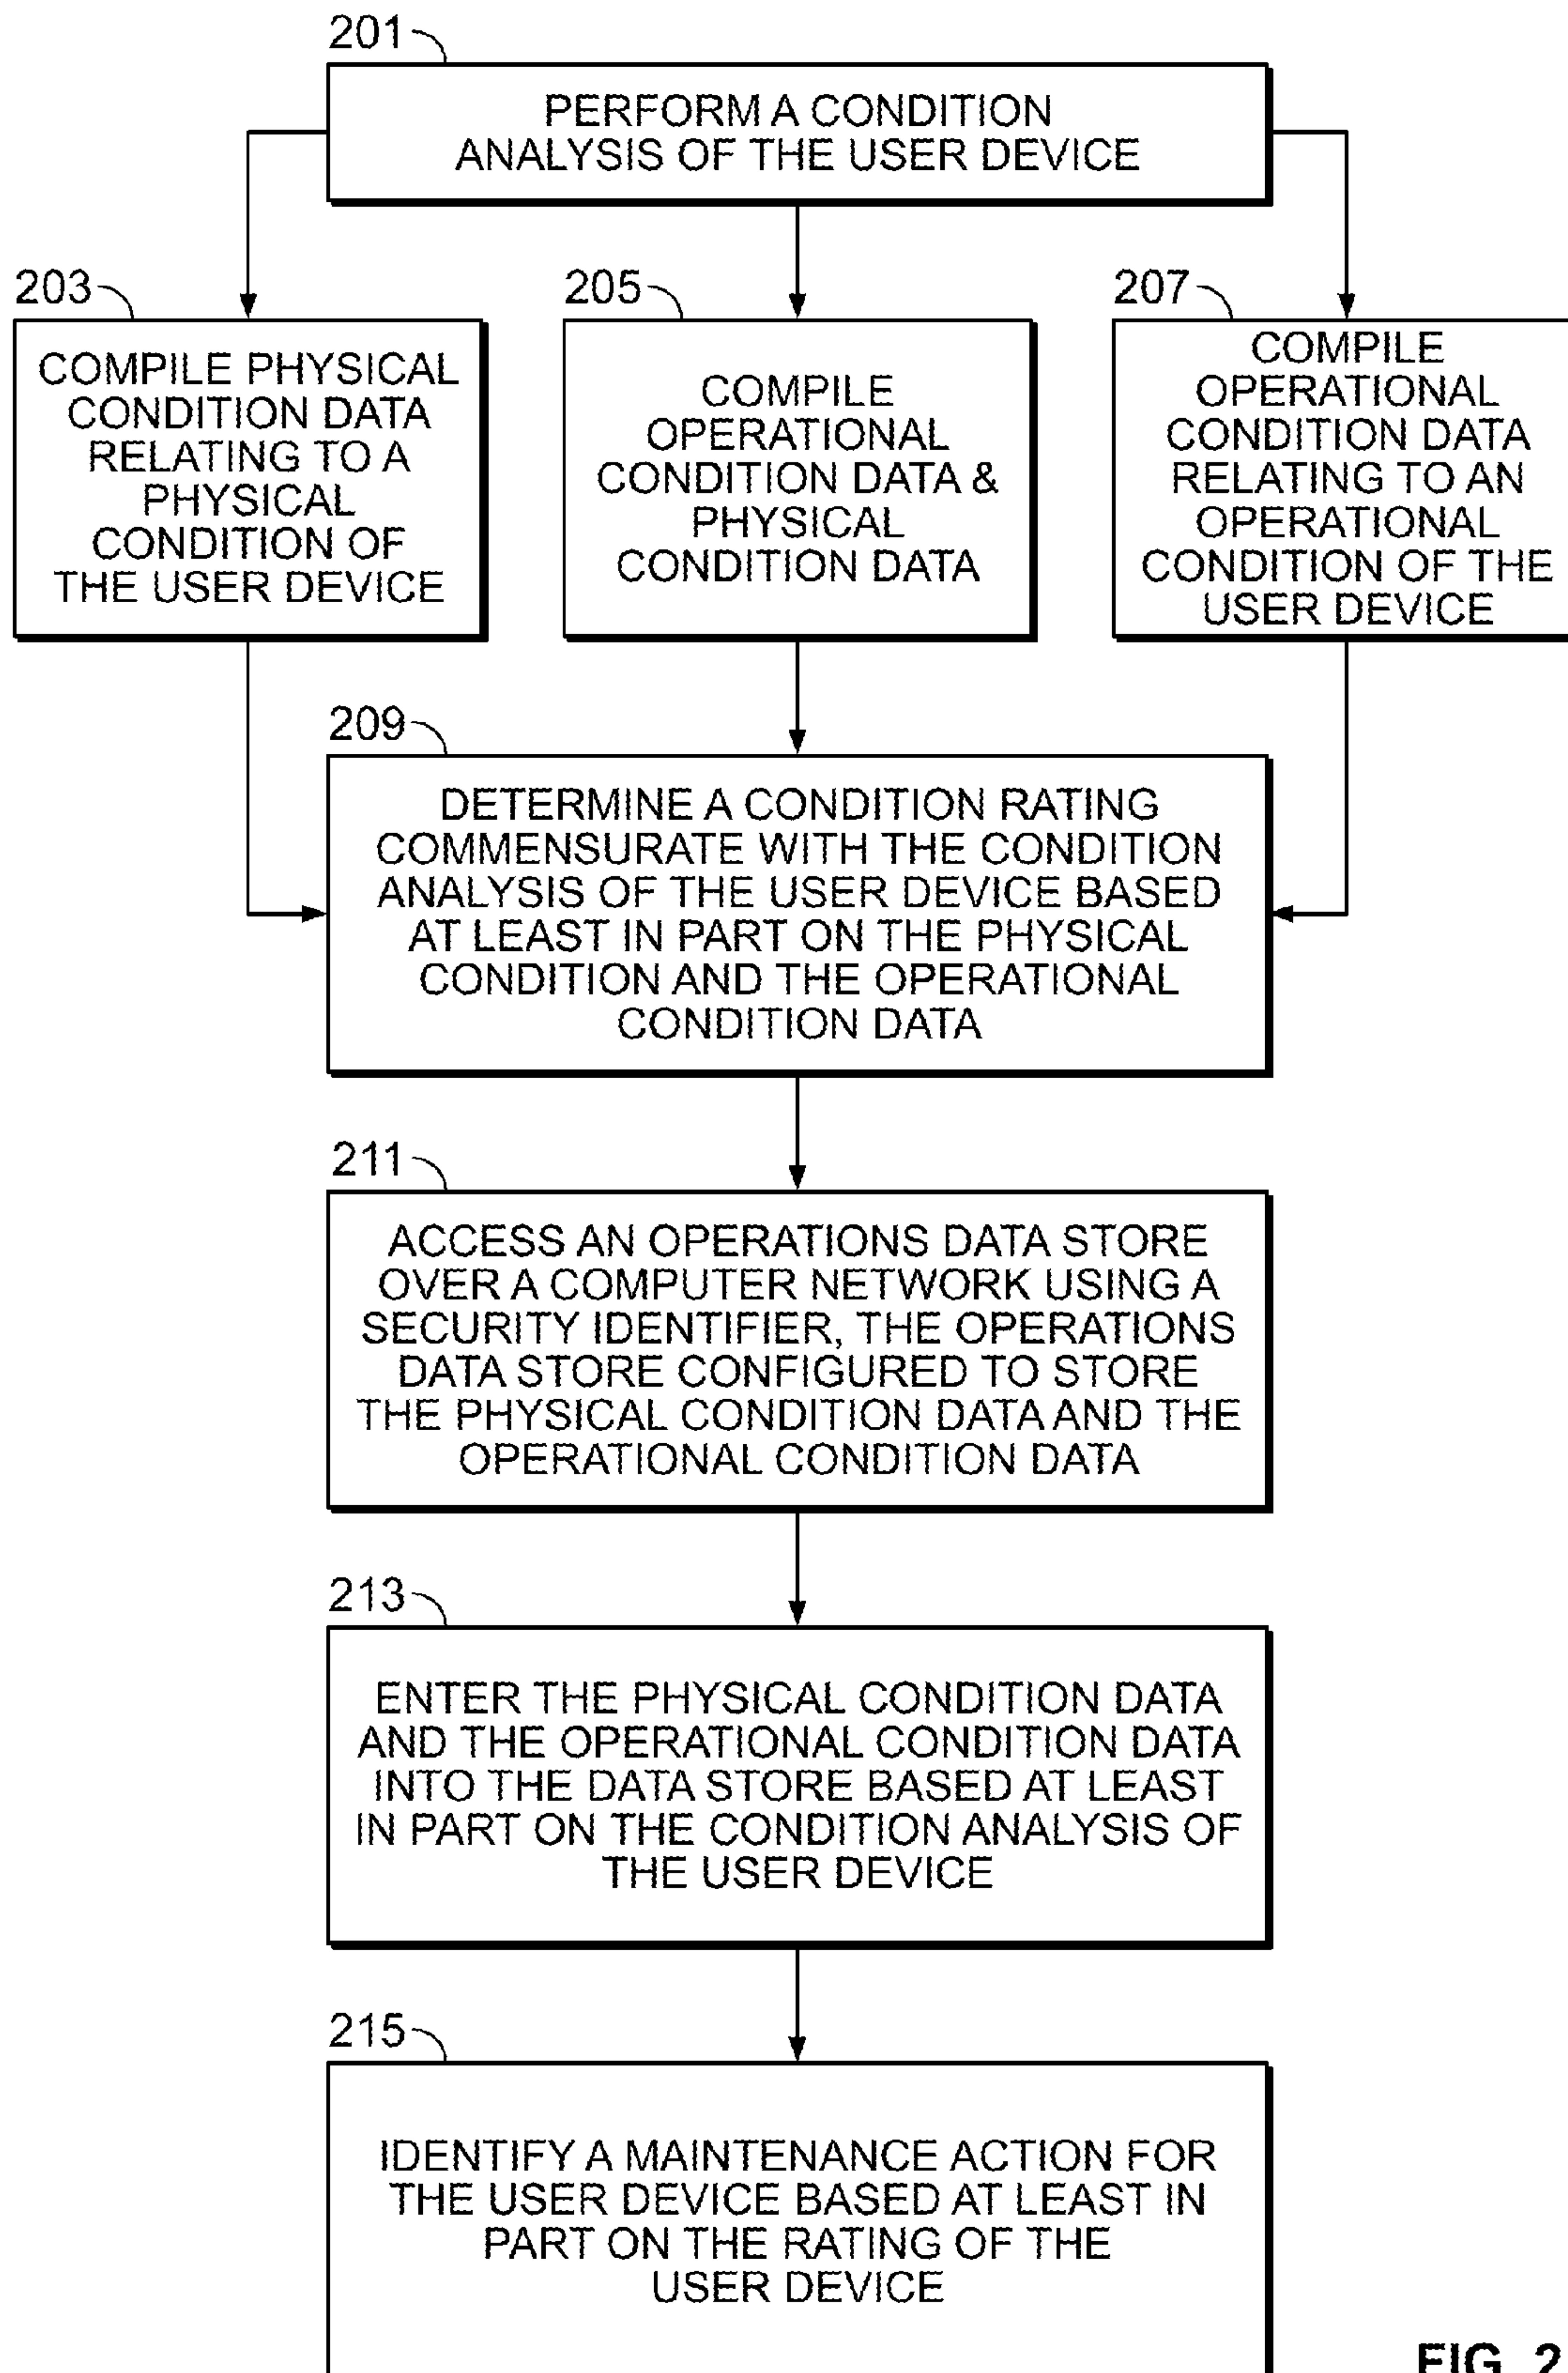 201
PERFORM A CONDITION
ANALYSIS OF THE USER DEVICE
203
COMPILE PHYSICAL
CONDITION DATA
RELATING TO A
PHYSICAL
CONDITION OF
THE USER DEVICE
205
COMPILE
OPERATIONAL
CONDITION DATA &
PHYSICAL
CONDITION DATA
207
COMPILE
OPERATIONAL
CONDITION DATA
RELATING TO AN
OPERATIONAL
CONDITION OF THE
USER DEVICE
209
DETERMINE A CONDITION RATING
COMMENSURATE WITH THE CONDITION
ANALYSIS OF THE USER DEVICE BASED
AT LEAST IN PART ON THE PHYSICAL
CONDITION AND THE OPERATIONAL
CONDITION DATA
211
ACCESS AN OPERATIONS DATA STORE
OVER A COMPUTER NETWORK USING A
SECURITY IDENTIFIER, THE OPERATIONS
DATA STORE CONFIGURED TO STORE
THE PHYSICAL CONDITION DATA AND THE
OPERATIONAL CONDITION DATA
213
ENTER THE PHYSICAL CONDITION DATA
AND THE OPERATIONAL CONDITION DATA
INTO THE DATA STORE BASED AT LEAST
IN PART ON THE CONDITION ANALYSIS OF
THE USER DEVICE
215
IDENTIFY A MAINTENANCE ACTION FOR
THE USER DEVICE BASED AT LEAST IN
PART ON THE RATING OF THE
USER DEVICE
FIG. 2